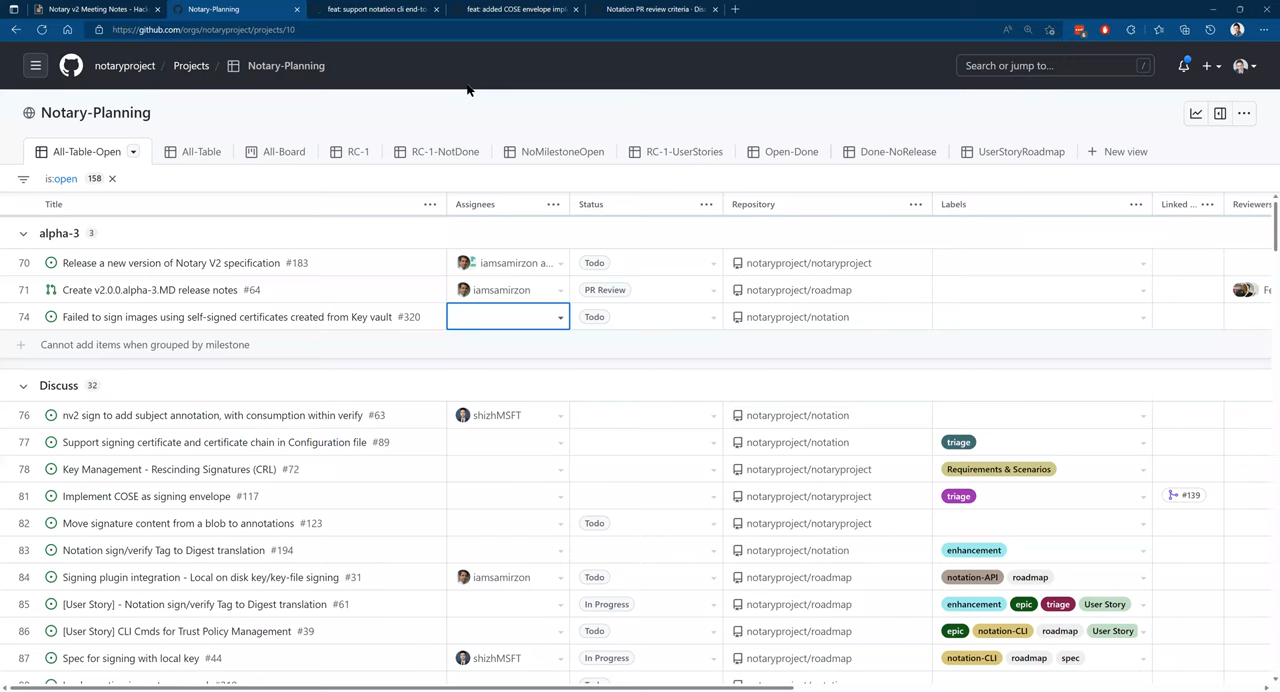 Notary v2 Meeting Notes - Hac
Notary-Planning
feat: support notation cli end-to
feat: added COSE envelope imp
Notation PR review criteria · Dis
https://github.com/orgs/notaryproject/projects/10
notaryproject / Projects / Notary-Planning
Search or jump to... /
Notary-Planning
All-Table-Open All-Table All-Board RC-1 RC-1-NotDone NoMilestoneOpen RC-1-UserStories Open-Done Done-NoRelease UserStoryRoadmap New view
is:open 158
Title Assignees Status Repository Labels Linked ... Reviewers
alpha-3 3
70 Release a new version of Notary V2 specification #183 iamsamirzon a... Todo notaryproject/notaryproject
71 Create v2.0.0.alpha-3.MD release notes #64 iamsamirzon PR Review notaryproject/roadmap Fe
74 Failed to sign images using self-signed certificates created from Key vault #320 Todo notaryproject/notation
Cannot add items when grouped by milestone
Discuss 32
76 nv2 sign to add subject annotation, with consumption within verify #63 shizhMSFT notaryproject/notation
77 Support signing certificate and certificate chain in Configuration file #89 notaryproject/notation triage
78 Key Management - Rescinding Signatures (CRL) #72 notaryproject/notaryproject Requirements & Scenarios
81 Implement COSE as signing envelope #117 notaryproject/notaryproject triage #139
82 Move signature content from a blob to annotations #123 Todo notaryproject/notaryproject
83 Notation sign/verify Tag to Digest translation #194 notaryproject/notation enhancement
84 Signing plugin integration - Local on disk key/key-file signing #31 iamsamirzon Todo notaryproject/roadmap notation-API roadmap
85 [User Story] - Notation sign/verify Tag to Digest translation #61 In Progress notaryproject/roadmap enhancement epic triage User Story
86 [User Story] CLI Cmds for Trust Policy Management #39 Todo notaryproject/roadmap epic notation-CLI roadmap User Story
87 Spec for signing with local key #44 shizhMSFT In Progress notaryproject/roadmap notation-CLI roadmap spec